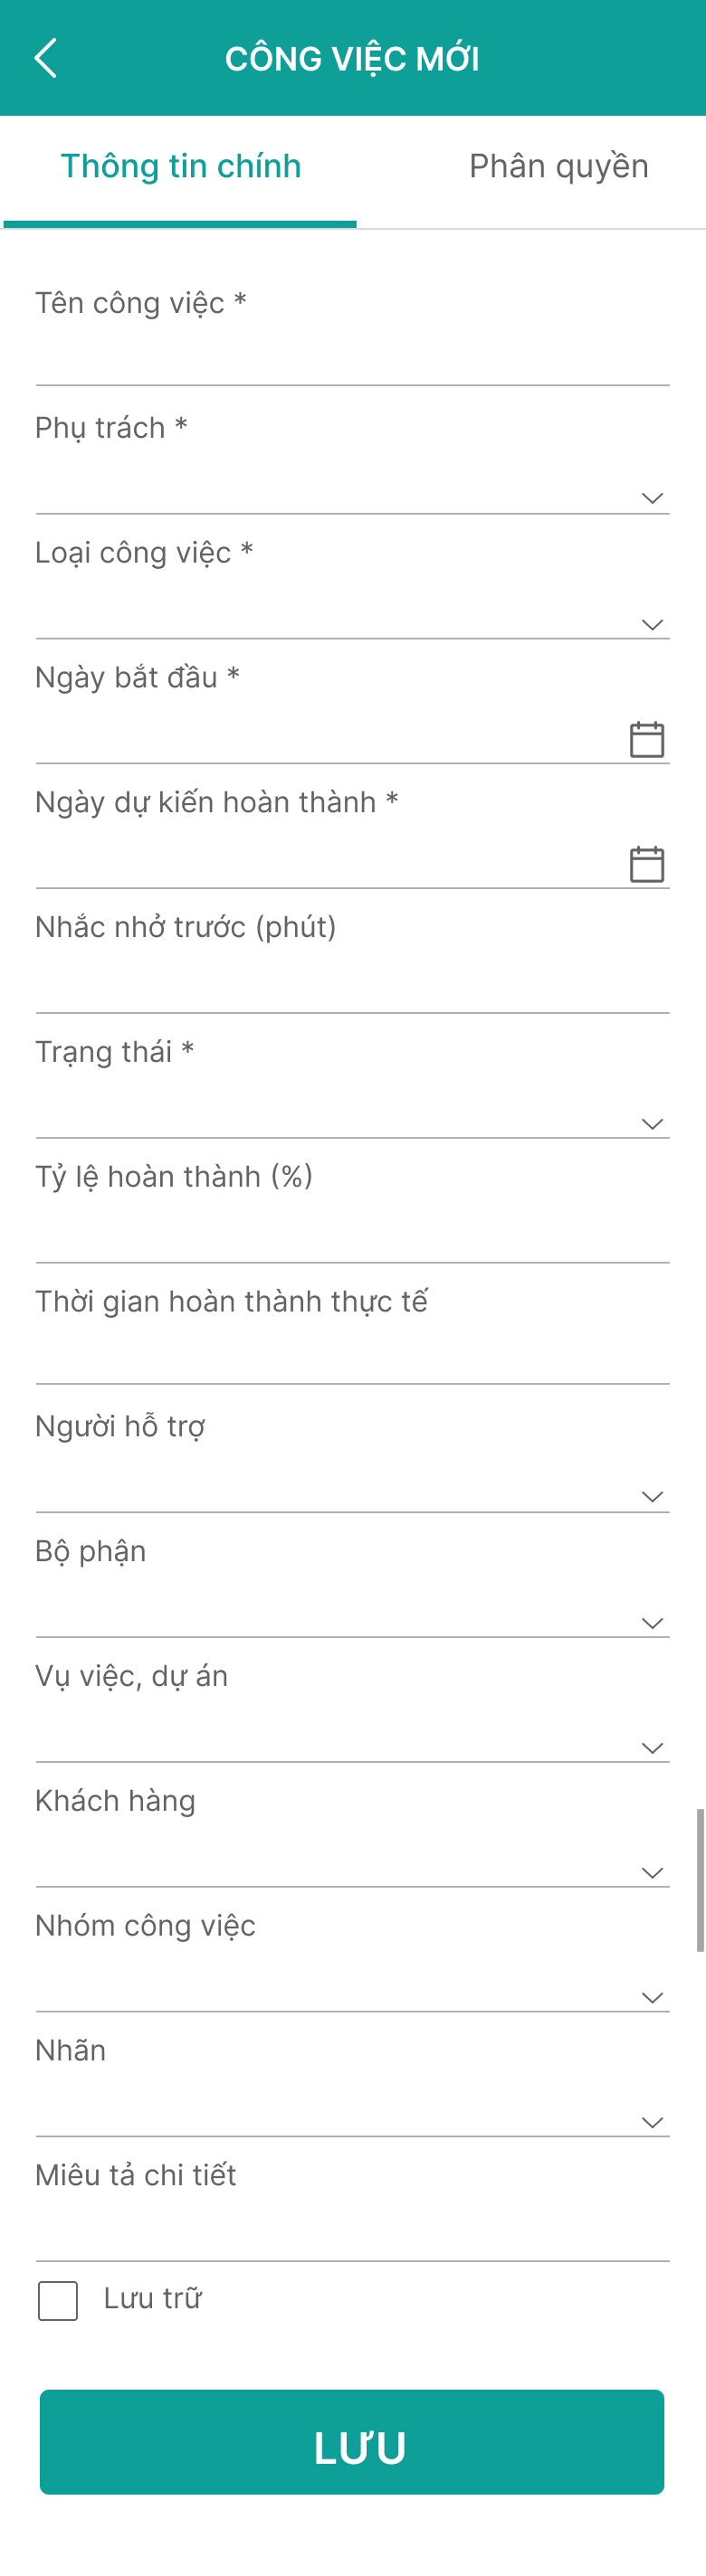 CÔNG VIỆC MỚI
Thông tin chính
Phân quyền
Tên công việc *
Phụ trách *
Loại công việc *
Ngày bắt đầu *
Ngày dự kiến hoàn thành *
Nhắc nhở trước (phút)
Trạng thái *
Tỷ lệ hoàn thành (%)
Thời gian hoàn thành thực tế
Người hỗ trợ
Bộ phận
Vụ việc, dự án
Khách hàng
Nhóm công việc
Nhãn
Miêu tả chi tiết
Lưu trữ
LƯU